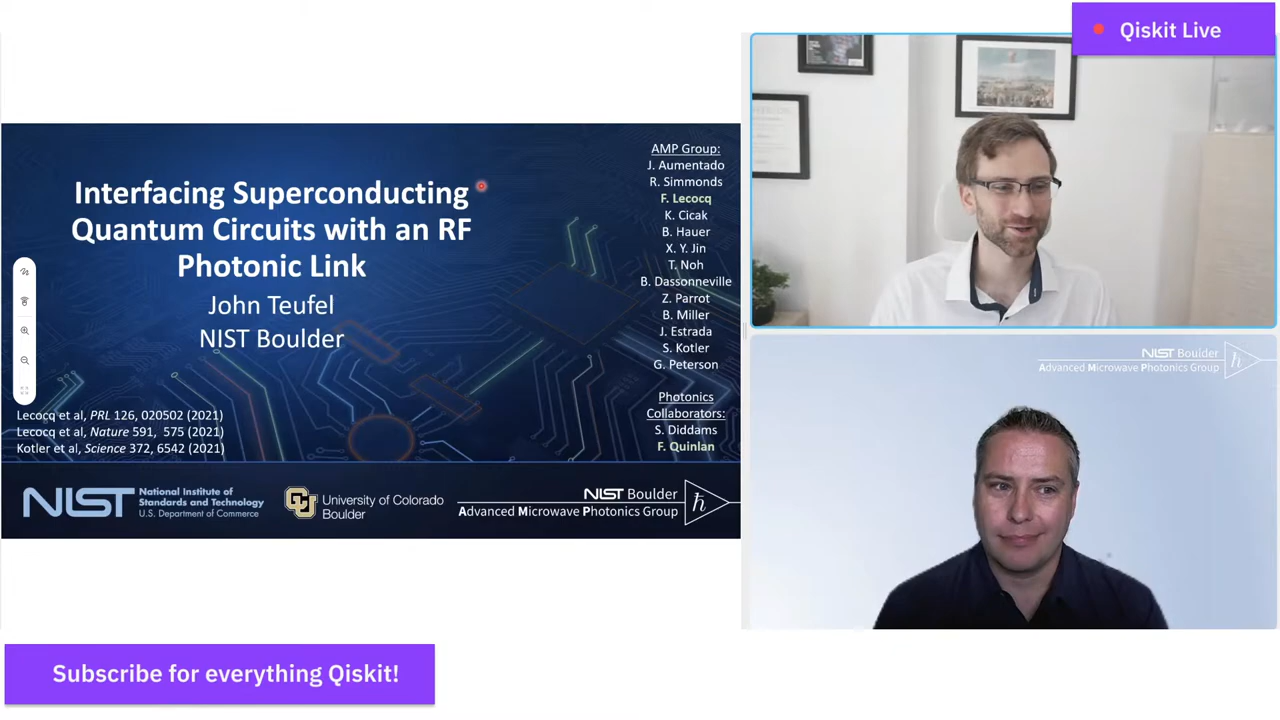 Qiskit Live
Interfacing Superconducting
Quantum Circuits with an RF
Photonic Link
John Teufel
NIST Boulder
Lecocq et al, PRL 126, 020502 (2021)
Lecocq et al, Nature 591, 575 (2021)
Kotler et al, Science 372, 6542 (2021)
AMP Group:
J. Aumentado
R. Simmonds
F. Lecocq
K. Cicak
B. Hauer
X. Y. Jin
T. Noh
B. Dassonneville
Z. Parrot
B. Miller
J. Estrada
S. Kotler
G. Peterson
Photonics
Collaborators:
S. Diddams
F. Quinlan
NIST
National Institute of
Standards and Technology
U.S. Department of Commerce
CU
University of Colorado
Boulder
NIST Boulder
Advanced Microwave Photonics Group
ħ
NIST Boulder
Advanced Microwave Photonics Group
ħ
Subscribe for everything Qiskit!